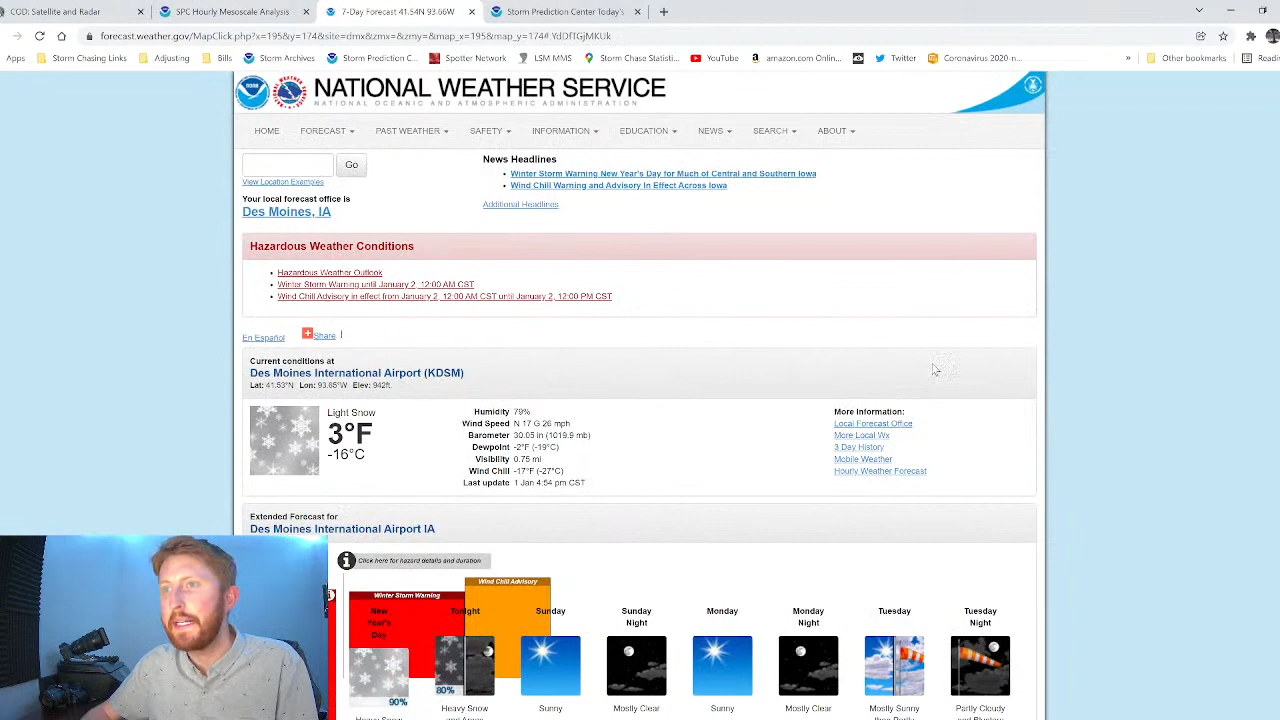 COD: Satellite and Radar
SPC Hourly Mesoscale Analysis
7-Day Forecast 41.54N 93.66W
Storm Prediction Center Today's
forecast.weather.gov/MapClick.php?x=195&y=174&site=dmx&zmx=&zmy=&map_x=195&map_y=174#.YdDfTGjMKUk
Apps
Storm Chasing Links
Adjusting
Bills
Storm Archives
Storm Prediction C...
Spotter Network
LSM MMS
Storm Chase Statisti...
YouTube
amazon.com Onlin...
Twitter
Coronavirus 2020-n...
»
Other bookmarks
NATIONAL WEATHER SERVICE
NATIONAL OCEANIC AND ATMOSPHERIC ADMINISTRATION
HOME FORECAST PAST WEATHER SAFETY INFORMATION EDUCATION NEWS SEARCH ABOUT
Go
View Location Examples
News Headlines
Winter Storm Warning New Year's Day for Much of Central and Southern Iowa
Wind Chill Warning and Advisory In Effect Across Iowa
Additional Headlines
Your local forecast office is
Des Moines, IA
Hazardous Weather Conditions
Hazardous Weather Outlook
Winter Storm Warning until January 2, 12:00 AM CST
Wind Chill Advisory in effect from January 2, 12:00 AM CST until January 2, 12:00 PM CST
En Español
Share |
Current conditions at
Des Moines International Airport (KDSM)
Lat: 41.53°N Lon: 93.65°W Elev: 942ft.
Light Snow
3°F
-16°C
Humidity 79%
Wind Speed N 17 G 26 mph
Barometer 30.05 in (1019.9 mb)
Dewpoint -2°F (-19°C)
Visibility 0.75 mi
Wind Chill -17°F (-27°C)
Last update 1 Jan 4:54 pm CST
More Information:
Local Forecast Office
More Local Wx
3 Day History
Mobile Weather
Hourly Weather Forecast
Extended Forecast for
Des Moines International Airport IA
Click here for hazard details and duration
Wind Chill Advisory
Winter Storm Warning
New Year's Day
Tonight
Sunday
Sunday Night
Monday
Monday Night
Tuesday
Tuesday Night
90%
80%
Heavy Snow
Sunny
Mostly Clear
Sunny
Mostly Clear
Mostly Sunny
Partly Cloudy